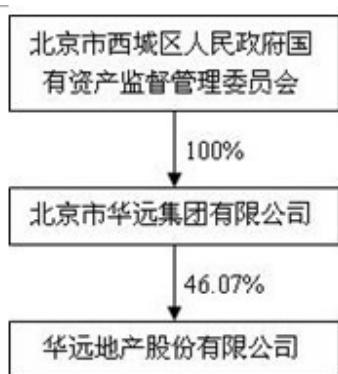 北京市西城区人民政府国
有资产监督管理委员会
100%
北京市华远集团有限公司
46.07%
华远地产股份有限公司